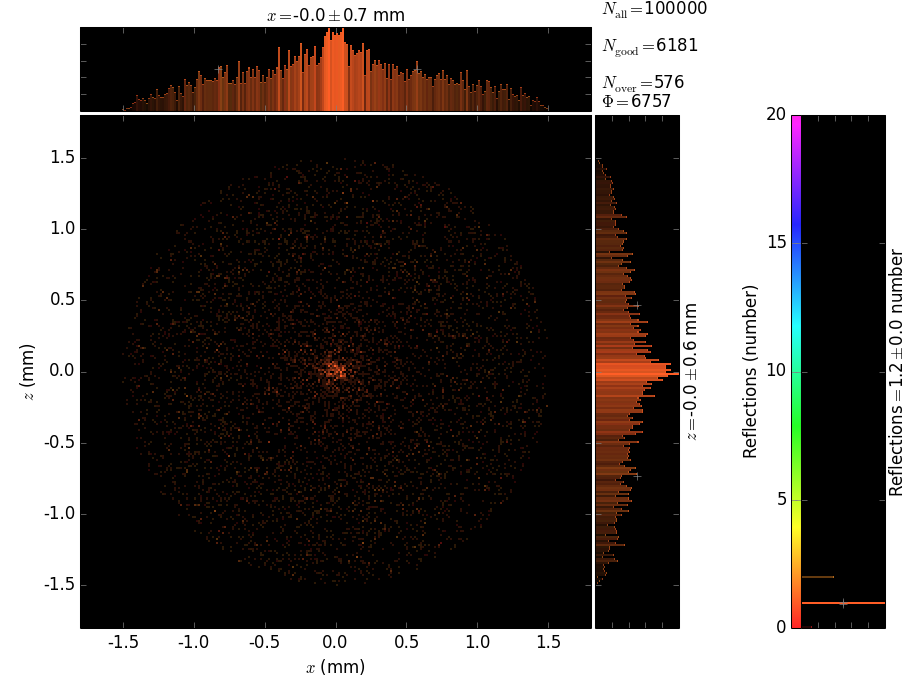 x = -0.0 ± 0.7 mm
N_all = 100000
N_good = 6181
N_over = 576
Φ = 6757
1.5
1.0
0.5
0.0
-0.5
-1.0
-1.5
z (mm)
-1.5 -1.0 -0.5 0.0 0.5 1.0 1.5
x (mm)
z = -0.0 ± 0.6 mm
Reflections (number)
20
15
10
5
0
Reflections = 1.2 ± 0.0 number